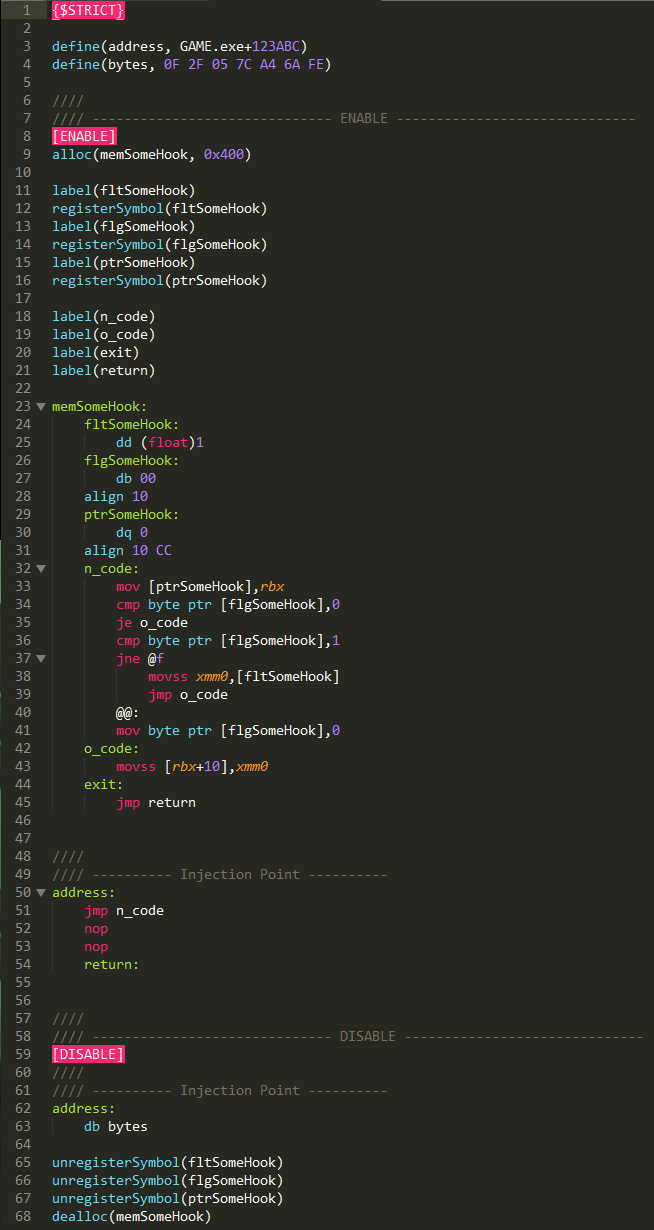 1 {$STRICT}
2
3 define(address, GAME.exe+123ABC)
4 define(bytes, 0F 2F 05 7C A4 6A FE)
5
6 ////
7 //// ------------------------------ ENABLE ------------------------------
8 [ENABLE]
9 alloc(memSomeHook, 0x400)
10
11 label(fltSomeHook)
12 registerSymbol(fltSomeHook)
13 label(flgSomeHook)
14 registerSymbol(flgSomeHook)
15 label(ptrSomeHook)
16 registerSymbol(ptrSomeHook)
17
18 label(n_code)
19 label(o_code)
20 label(exit)
21 label(return)
22
23 memSomeHook:
24 fltSomeHook:
25 dd (float)1
26 flgSomeHook:
27 db 00
28 align 10
29 ptrSomeHook:
30 dq 0
31 align 10 CC
32 n_code:
33 mov [ptrSomeHook],rbx
34 cmp byte ptr [flgSomeHook],0
35 je o_code
36 cmp byte ptr [flgSomeHook],1
37 jne @f
38 movss xmm0,[fltSomeHook]
39 jmp o_code
40 @@:
41 mov byte ptr [flgSomeHook],0
42 o_code:
43 movss [rbx+10],xmm0
44 exit:
45 jmp return
46
47
48 ////
49 //// ---------- Injection Point ----------
50 address:
51 jmp n_code
52 nop
53 nop
54 return:
55
56
57 ////
58 //// ------------------------------ DISABLE ------------------------------
59 [DISABLE]
60 ////
61 //// ---------- Injection Point ----------
62 address:
63 db bytes
64
65 unregisterSymbol(fltSomeHook)
66 unregisterSymbol(flgSomeHook)
67 unregisterSymbol(ptrSomeHook)
68 dealloc(memSomeHook)